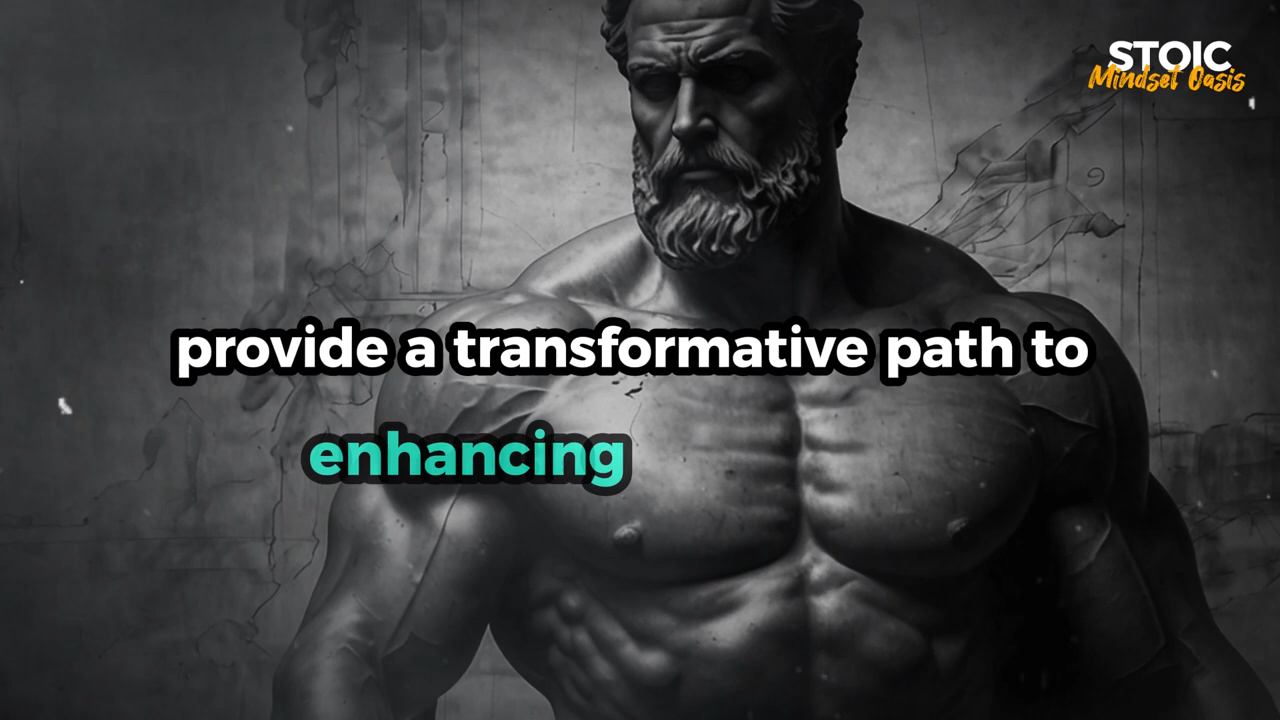 STOIC
Mindset Oasis
provide a transformative path to
enhancing